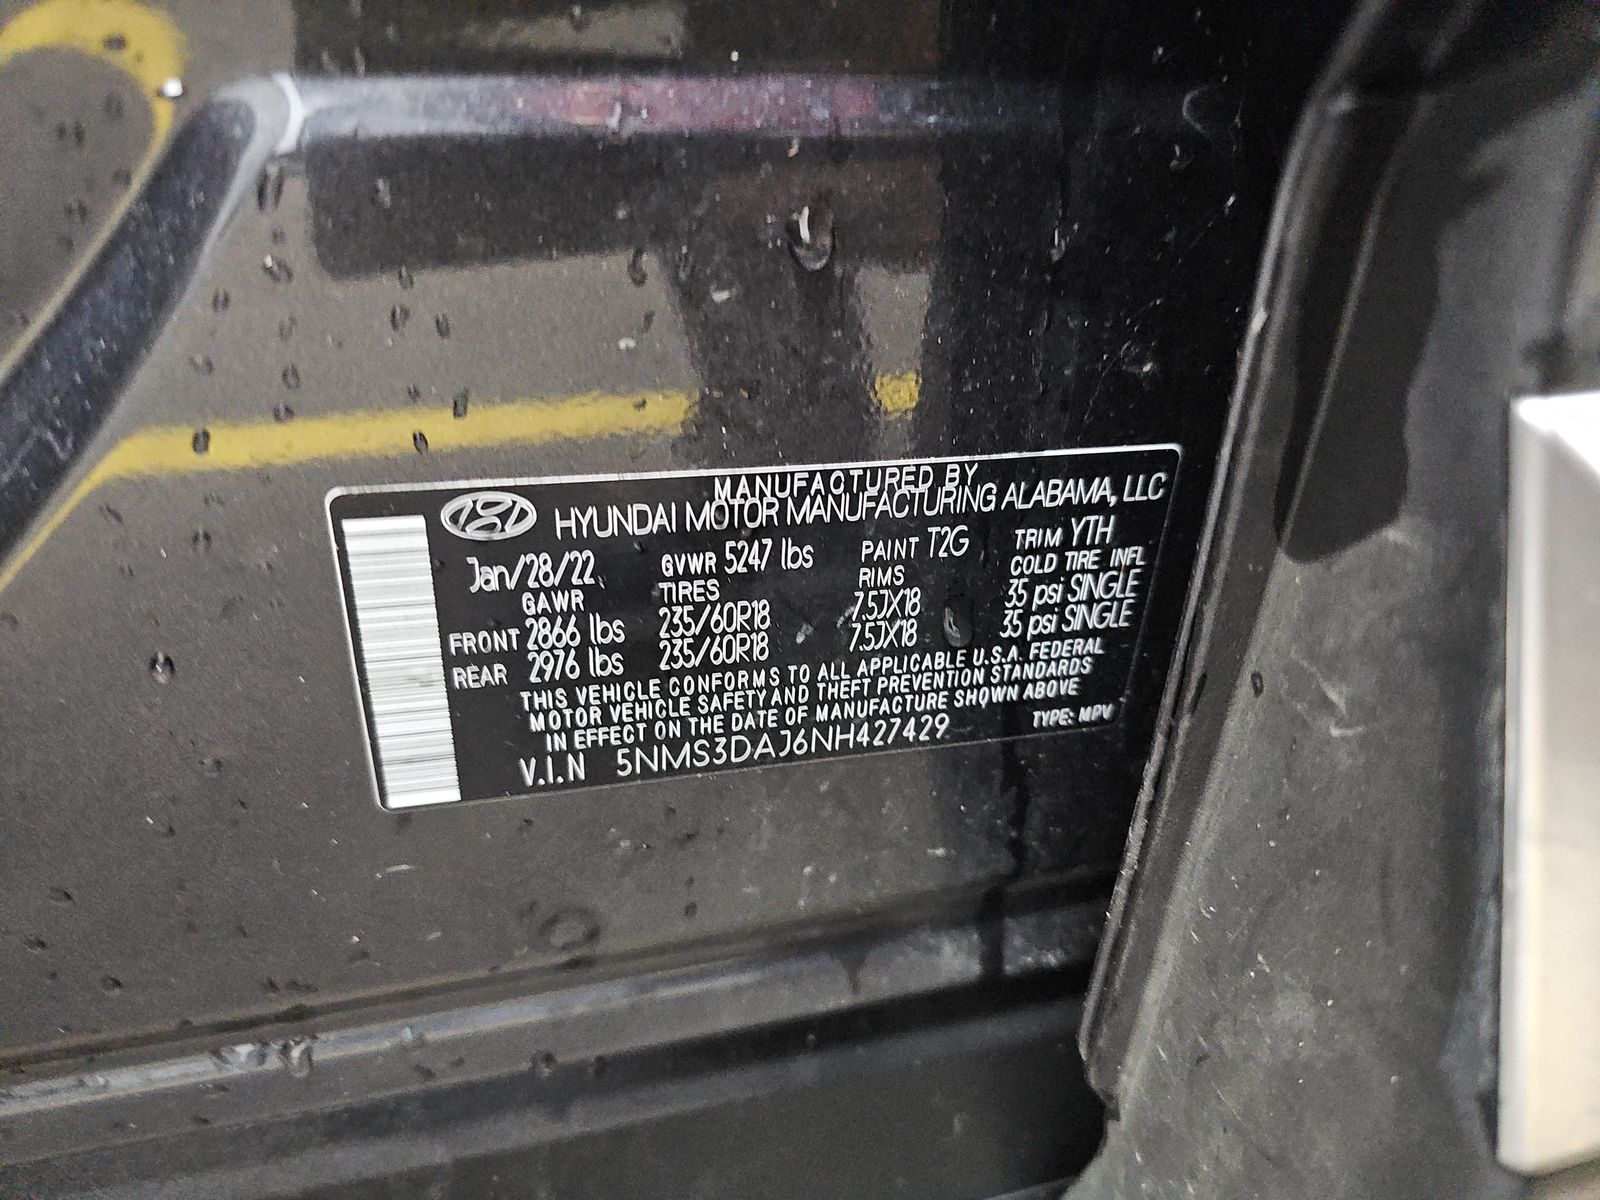 MANUFACTURED BY
HYUNDAI MOTOR MANUFACTURING ALABAMA, LLC
Jan/28/22 GVWR 5247 lbs PAINT T2G TRIM YTH
GAWR TIRES RIMS COLD TIRE INFL
FRONT 2866 lbs 235/60R18 7.5JX18 35 psi SINGLE
REAR 2976 lbs 235/60R18 7.5JX18 35 psi SINGLE
THIS VEHICLE CONFORMS TO ALL APPLICABLE U.S.A. FEDERAL
MOTOR VEHICLE SAFETY AND THEFT PREVENTION STANDARDS
IN EFFECT ON THE DATE OF MANUFACTURE SHOWN ABOVE
V.I.N 5NMS3DAJ6NH427429 TYPE: MPV